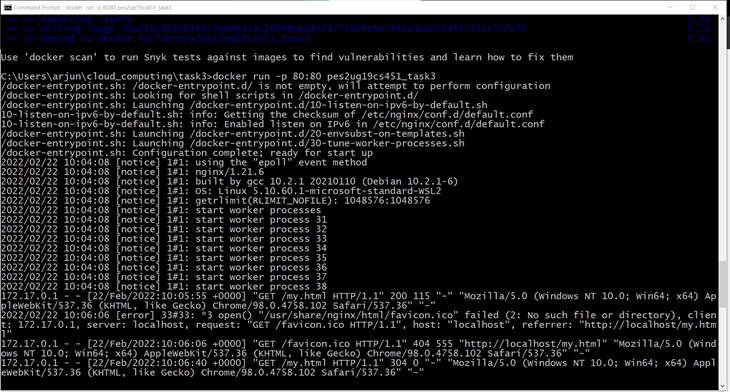 Command Prompt - docker run -p 80:80 pes2ug19cs451_task3
=> => exporting layers 3.0s
=> => writing image 0.7s
=> => naming to docker.io/library/pes2ug19cs451_task3 0.4s
Use 'docker scan' to run Snyk tests against images to find vulnerabilities and learn how to fix them
C:\Users\arjun\cloud_computing\task3>docker run -p 80:80 pes2ug19cs451_task3
/docker-entrypoint.sh: /docker-entrypoint.d/ is not empty, will attempt to perform configuration
/docker-entrypoint.sh: Looking for shell scripts in /docker-entrypoint.d/
/docker-entrypoint.sh: Launching /docker-entrypoint.d/10-listen-on-ipv6-by-default.sh
10-listen-on-ipv6-by-default.sh: info: Getting the checksum of /etc/nginx/conf.d/default.conf
10-listen-on-ipv6-by-default.sh: info: Enabled listen on IPv6 in /etc/nginx/conf.d/default.conf
/docker-entrypoint.sh: Launching /docker-entrypoint.d/20-envsubst-on-templates.sh
/docker-entrypoint.sh: Launching /docker-entrypoint.d/30-tune-worker-processes.sh
/docker-entrypoint.sh: Configuration complete; ready for start up
2022/02/22 10:04:08 [notice] 1#1: using the "epoll" event method
2022/02/22 10:04:08 [notice] 1#1: nginx/1.21.6
2022/02/22 10:04:08 [notice] 1#1: built by gcc 10.2.1 20210110 (Debian 10.2.1-6)
2022/02/22 10:04:08 [notice] 1#1: OS: Linux 5.10.60.1-microsoft-standard-WSL2
2022/02/22 10:04:08 [notice] 1#1: getrlimit(RLIMIT_NOFILE): 1048576:1048576
2022/02/22 10:04:08 [notice] 1#1: start worker processes
2022/02/22 10:04:08 [notice] 1#1: start worker process 31
2022/02/22 10:04:08 [notice] 1#1: start worker process 32
2022/02/22 10:04:08 [notice] 1#1: start worker process 33
2022/02/22 10:04:08 [notice] 1#1: start worker process 34
2022/02/22 10:04:08 [notice] 1#1: start worker process 35
2022/02/22 10:04:08 [notice] 1#1: start worker process 36
2022/02/22 10:04:08 [notice] 1#1: start worker process 37
2022/02/22 10:04:08 [notice] 1#1: start worker process 38
172.17.0.1 - - [22/Feb/2022:10:05:55 +0000] "GET /my.html HTTP/1.1" 200 115 "-" "Mozilla/5.0 (Windows NT 10.0; Win64; x64) Ap
pleWebKit/537.36 (KHTML, like Gecko) Chrome/98.0.4758.102 Safari/537.36" "-"
2022/02/22 10:06:06 [error] 33#33: *3 open() "/usr/share/nginx/html/favicon.ico" failed (2: No such file or directory), clien
t: 172.17.0.1, server: localhost, request: "GET /favicon.ico HTTP/1.1", host: "localhost", referrer: "http://localhost/my.htm
l"
172.17.0.1 - - [22/Feb/2022:10:06:06 +0000] "GET /favicon.ico HTTP/1.1" 404 555 "http://localhost/my.html" "Mozilla/5.0 (Wind
ows NT 10.0; Win64; x64) AppleWebKit/537.36 (KHTML, like Gecko) Chrome/98.0.4758.102 Safari/537.36" "-"
172.17.0.1 - - [22/Feb/2022:10:06:40 +0000] "GET /my.html HTTP/1.1" 304 0 "-" "Mozilla/5.0 (Windows NT 10.0; Win64; x64) Appl
eWebKit/537.36 (KHTML, like Gecko) Chrome/98.0.4758.102 Safari/537.36" "-"